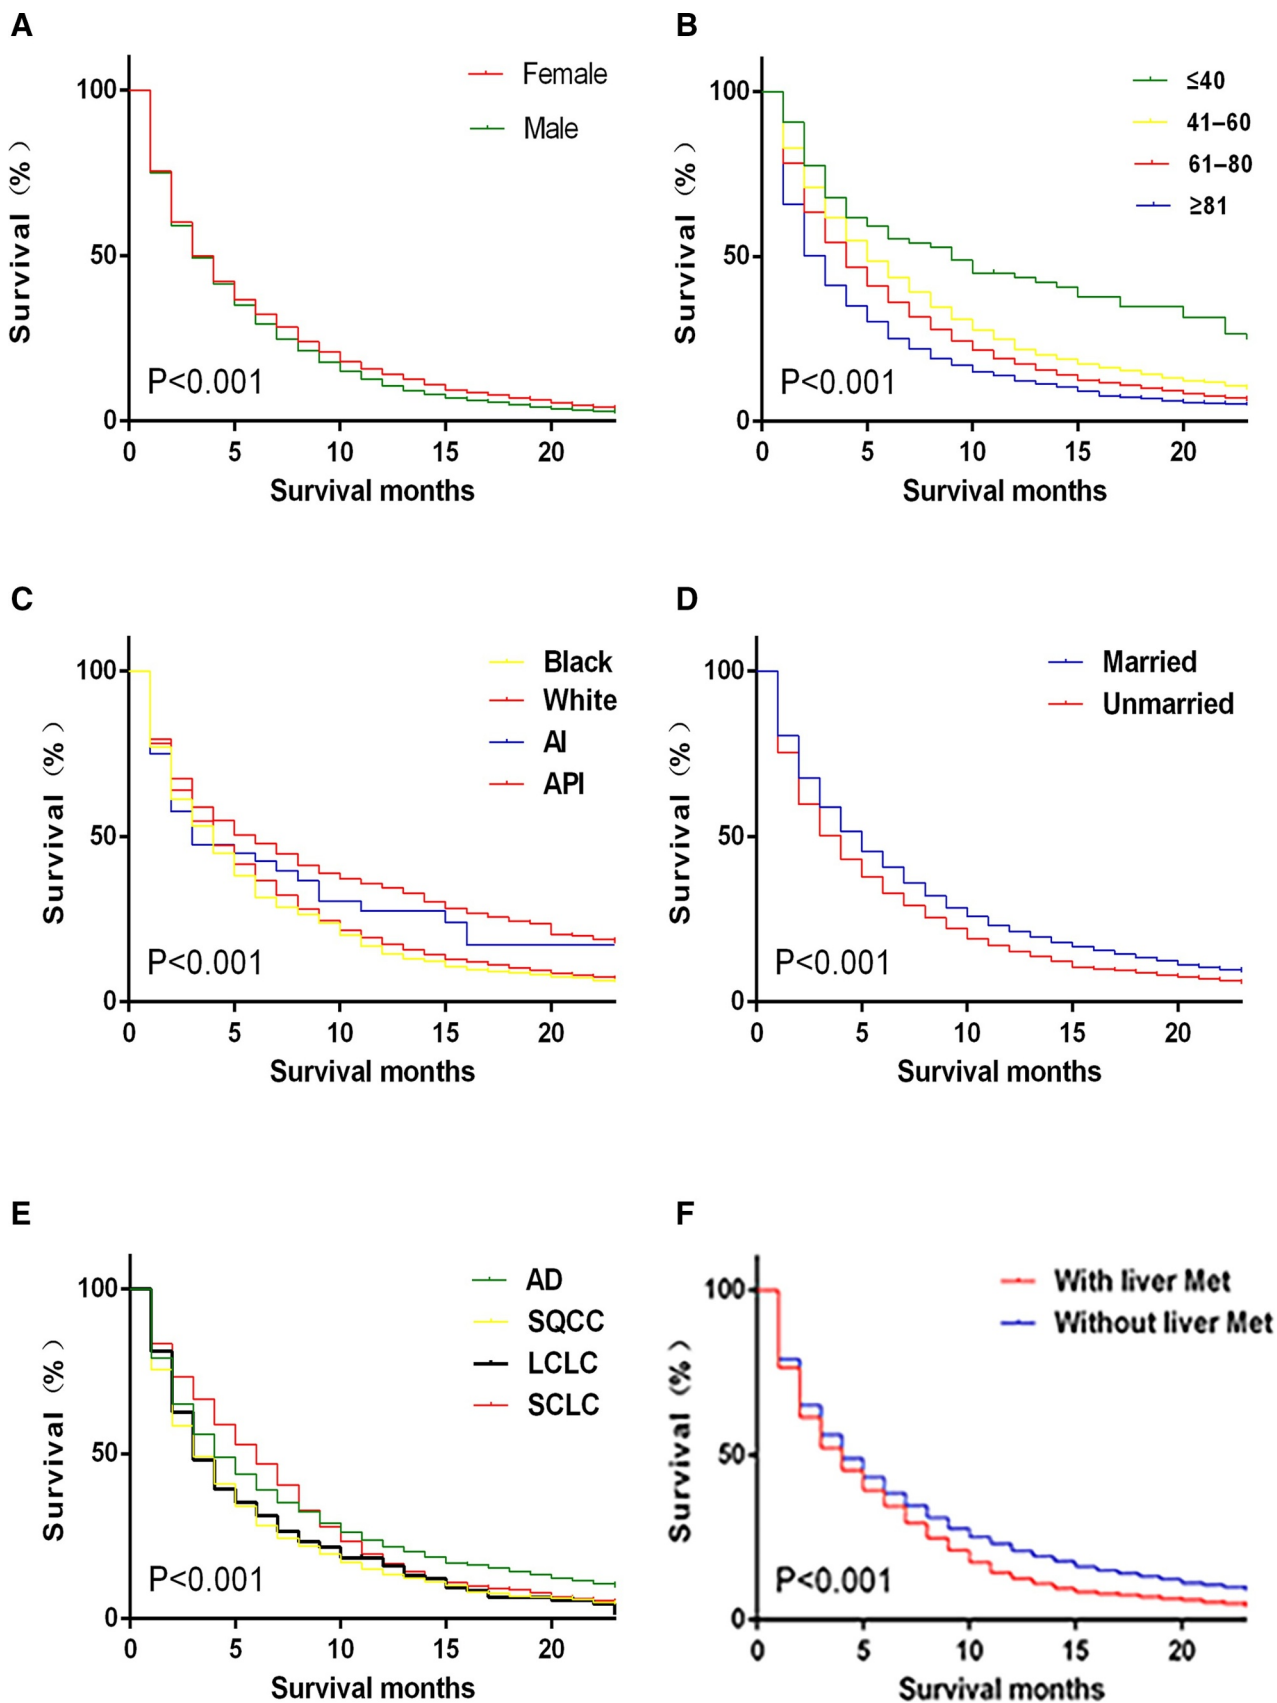 A
Survival (%)
100
50
0
Female
Male
P<0.001
0 5 10 15 20
Survival months
B
Survival (%)
100
50
0
≤40
41–60
61–80
≥81
P<0.001
0 5 10 15 20
Survival months
C
Survival (%)
100
50
0
Black
White
AI
API
P<0.001
0 5 10 15 20
Survival months
D
Survival (%)
100
50
0
Married
Unmarried
P<0.001
0 5 10 15 20
Survival months
E
Survival (%)
100
50
0
AD
SQCC
LCLC
SCLC
P<0.001
0 5 10 15 20
Survival months
F
Survival (%)
100
50
0
With liver Met
Without liver Met
P<0.001
0 5 10 15 20
Survival months